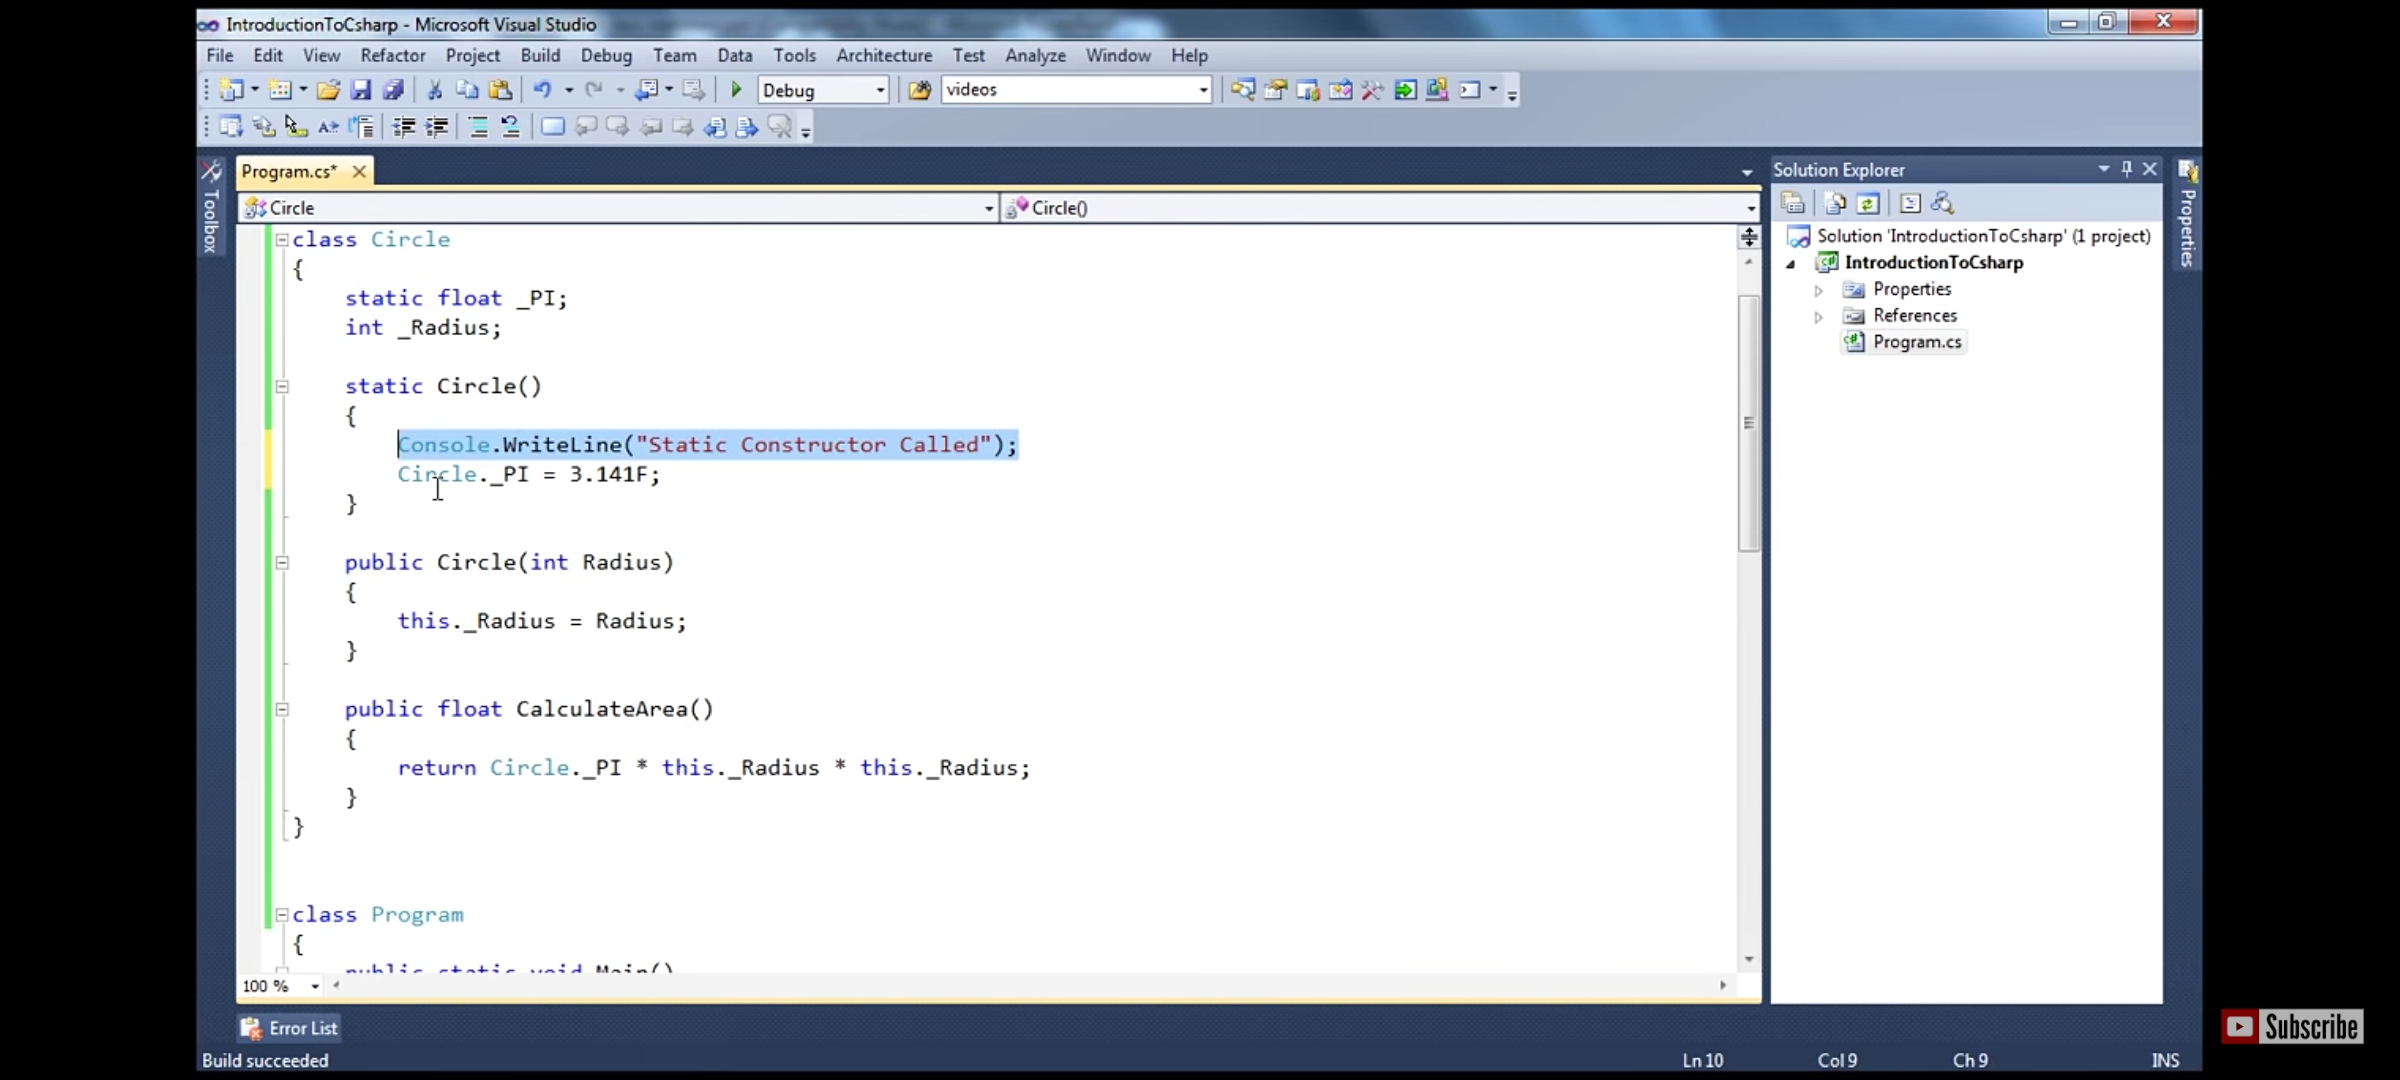 IntroductionToCsharp - Microsoft Visual Studio
File Edit View Refactor Project Build Debug Team Data Tools Architecture Test Analyze Window Help
Debug videos
Toolbox
Program.cs*
Circle Circle()
class Circle
{
static float _PI;
int _Radius;
static Circle()
{
Console.WriteLine("Static Constructor Called");
Circle._PI = 3.141F;
}
public Circle(int Radius)
{
this._Radius = Radius;
}
public float CalculateArea()
{
return Circle._PI * this._Radius * this._Radius;
}
}
class Program
{
public static void Main()
100 %
Solution Explorer
Solution 'IntroductionToCsharp' (1 project)
IntroductionToCsharp
Properties
References
Program.cs
Properties
Error List
Build succeeded
Ln 10 Col 9 Ch 9 INS
Subscribe